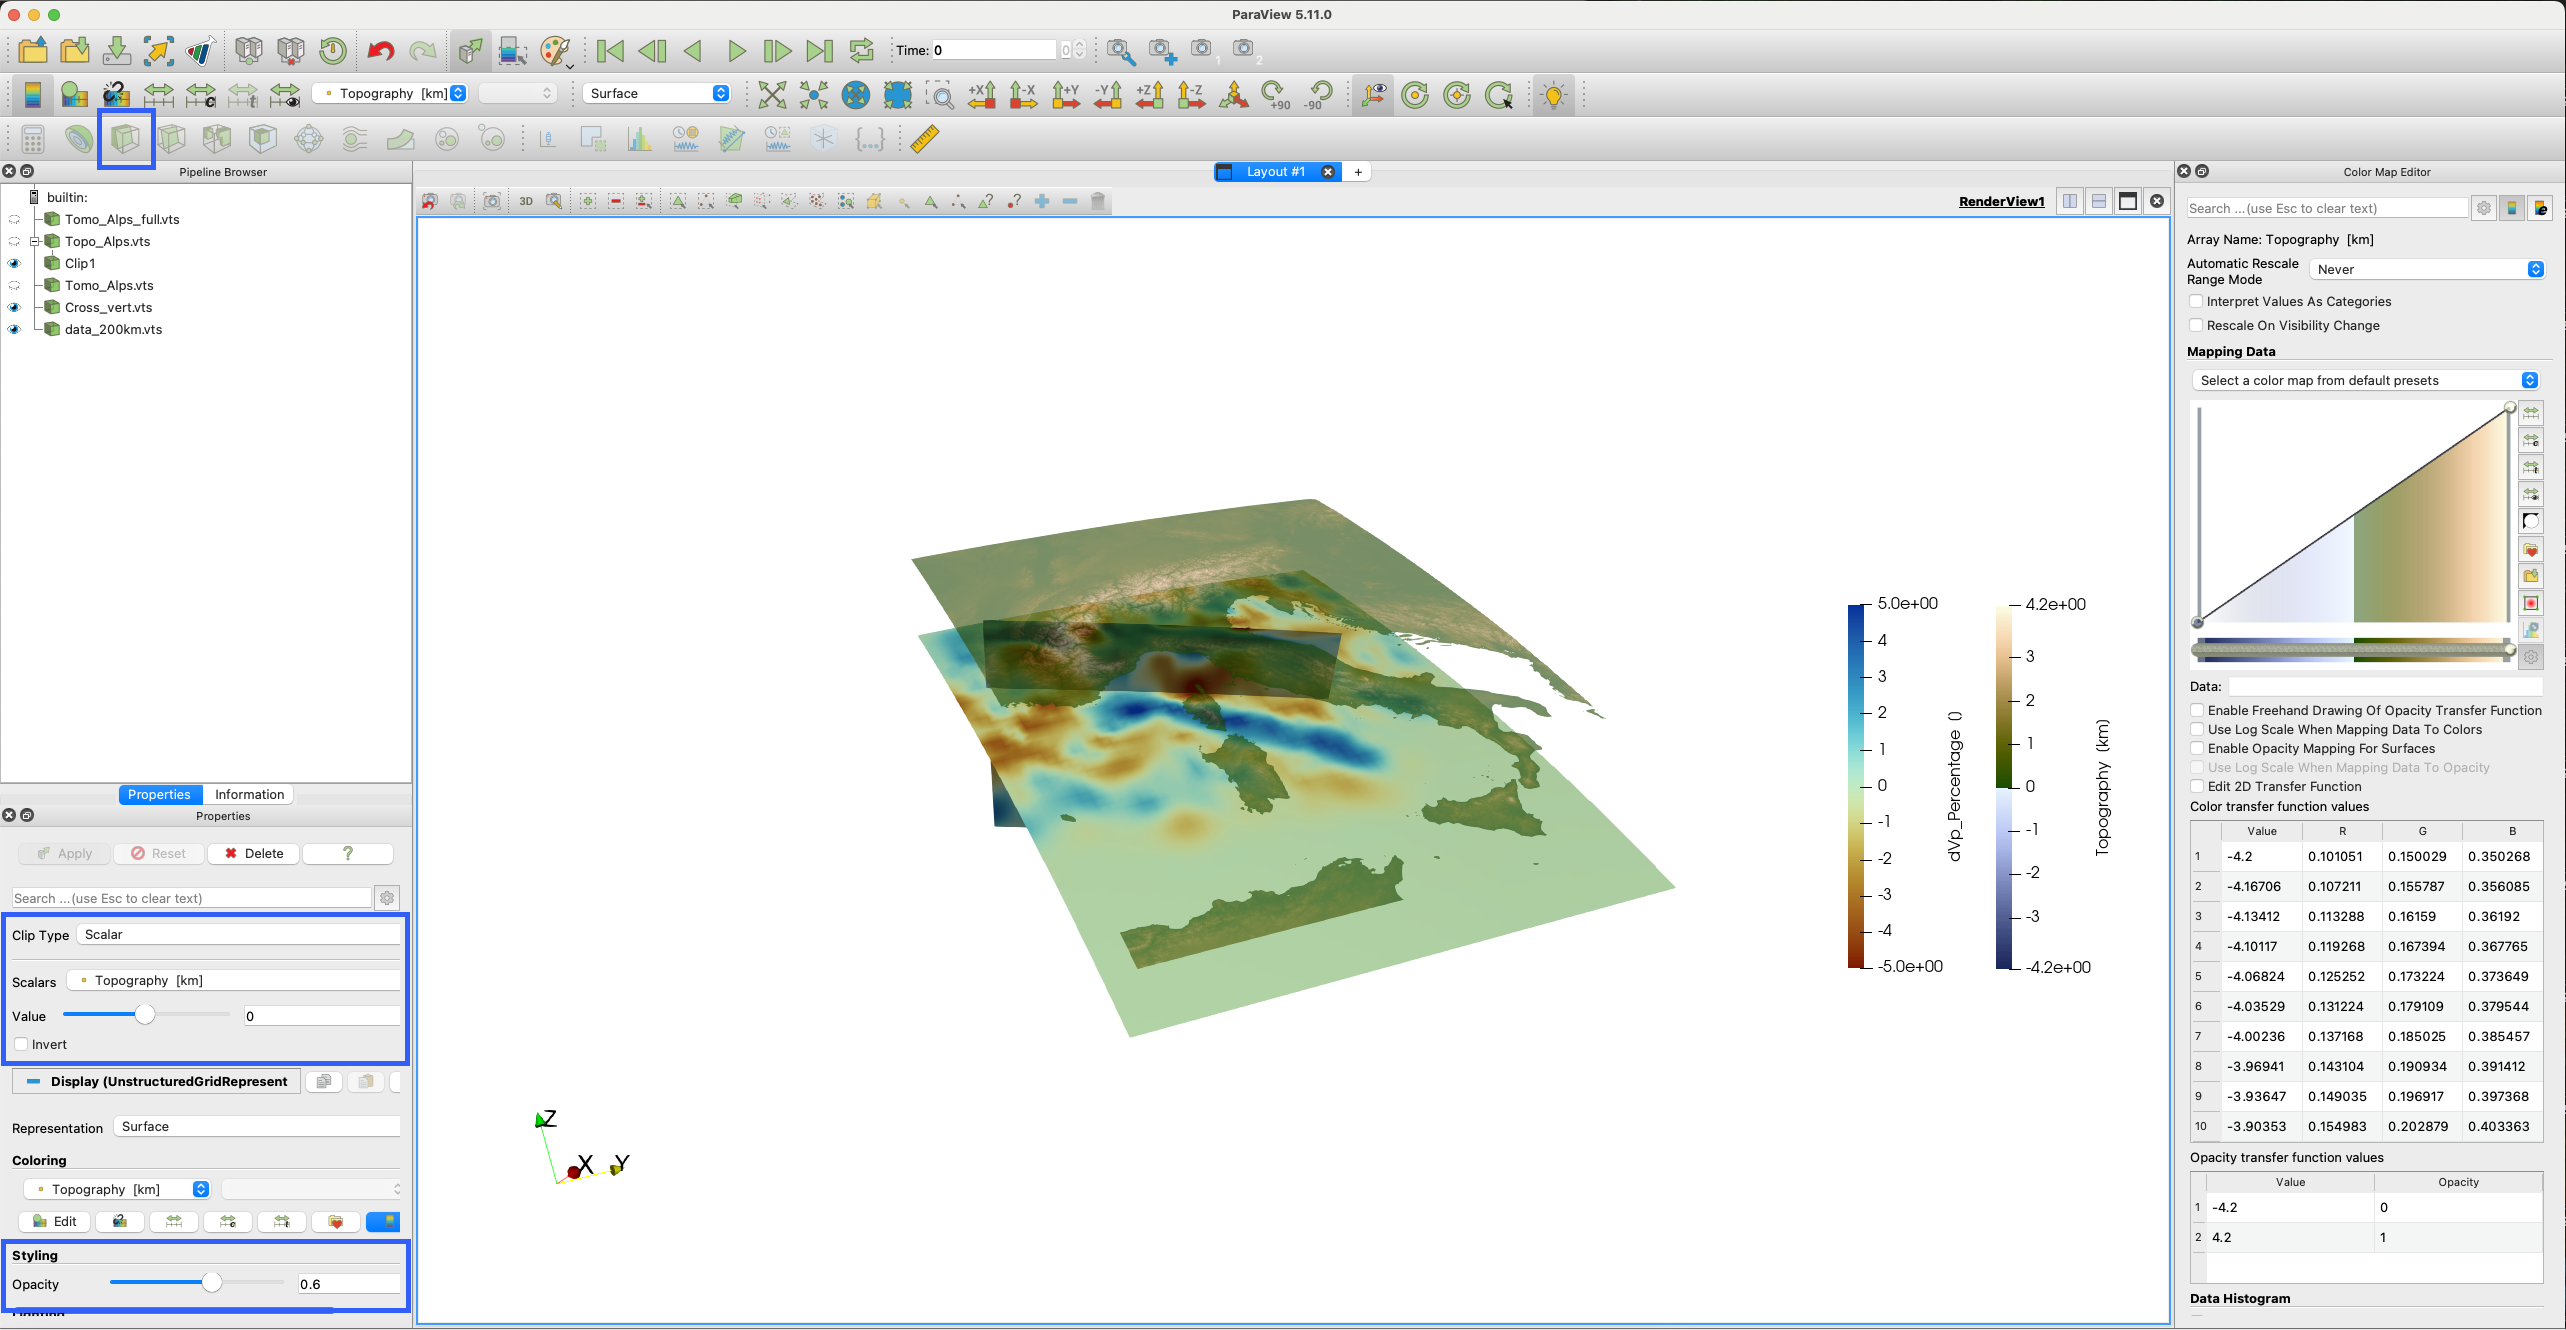 ParaView 5.11.0
Time: 0
0
1
2
Topography [km]
Surface
+X
-X
+Y
-Y
+Z
-Z
+90
-90
Pipeline Browser
Layout #1
+
Color Map Editor
builtin:
Tomo_Alps_full.vts
Topo_Alps.vts
Clip1
Tomo_Alps.vts
Cross_vert.vts
data_200km.vts
3D
RenderView1
Properties
Information
Properties
Apply
Reset
Delete
?
Search ...(use Esc to clear text)
Clip Type Scalar
Scalars Topography [km]
Value 0
Invert
Display (UnstructuredGridRepresent
Representation Surface
Coloring
Topography [km]
Edit
Styling
Opacity 0.6
Z
X
Y
5.0e+00
4
3
2
1
0
-1
-2
-3
-4
-5.0e+00
dVp_Percentage ()
4.2e+00
3
2
1
0
-1
-2
-3
-4.2e+00
Topography (km)
Search ...(use Esc to clear text)
Array Name: Topography [km]
Automatic Rescale
Range Mode
Never
Interpret Values As Categories
Rescale On Visibility Change
Mapping Data
Select a color map from default presets
Data:
Enable Freehand Drawing Of Opacity Transfer Function
Use Log Scale When Mapping Data To Colors
Enable Opacity Mapping For Surfaces
Use Log Scale When Mapping Data To Opacity
Edit 2D Transfer Function
Color transfer function values
Value R G B
1 -4.2 0.101051 0.150029 0.350268
2 -4.16706 0.107211 0.155787 0.356085
3 -4.13412 0.113288 0.16159 0.36192
4 -4.10117 0.119268 0.167394 0.367765
5 -4.06824 0.125252 0.173224 0.373649
6 -4.03529 0.131224 0.179109 0.379544
7 -4.00236 0.137168 0.185025 0.385457
8 -3.96941 0.143104 0.190934 0.391412
9 -3.93647 0.149035 0.196917 0.397368
10 -3.90353 0.154983 0.202879 0.403363
Opacity transfer function values
Value Opacity
1 -4.2 0
2 4.2 1
Data Histogram